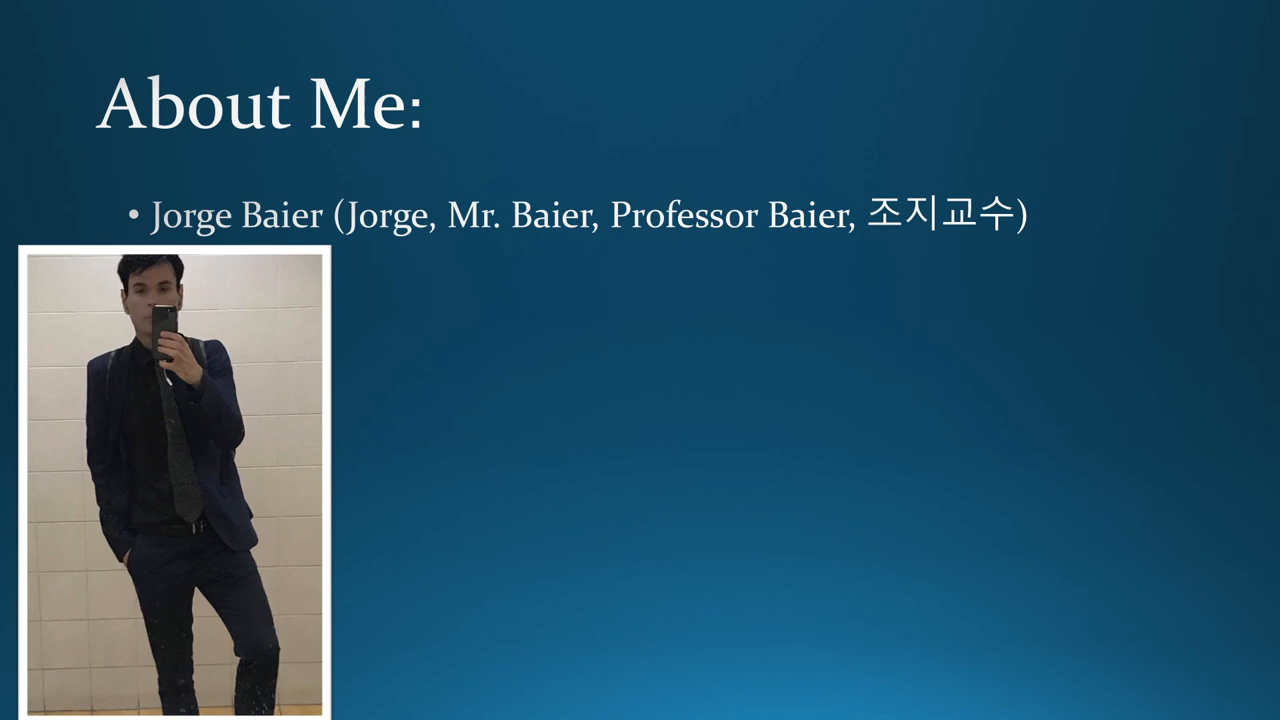 About Me:
• Jorge Baier (Jorge, Mr. Baier, Professor Baier, 조지교수)